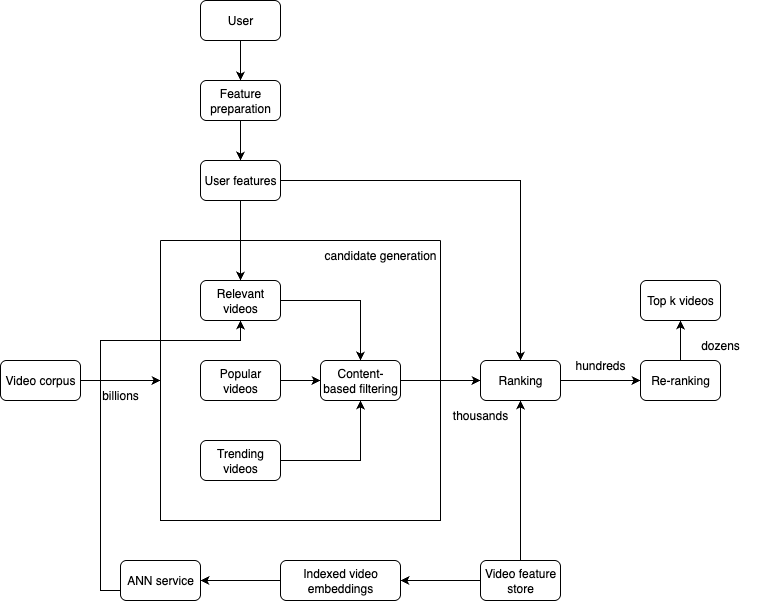 User
Feature
preparation
User features
candidate generation
Relevant
videos
Top k videos
dozens
hundreds
Video corpus
Popular
videos
Content-
based filtering
Ranking
Re-ranking
billions
thousands
Trending
videos
ANN service
Indexed video
embeddings
Video feature
store